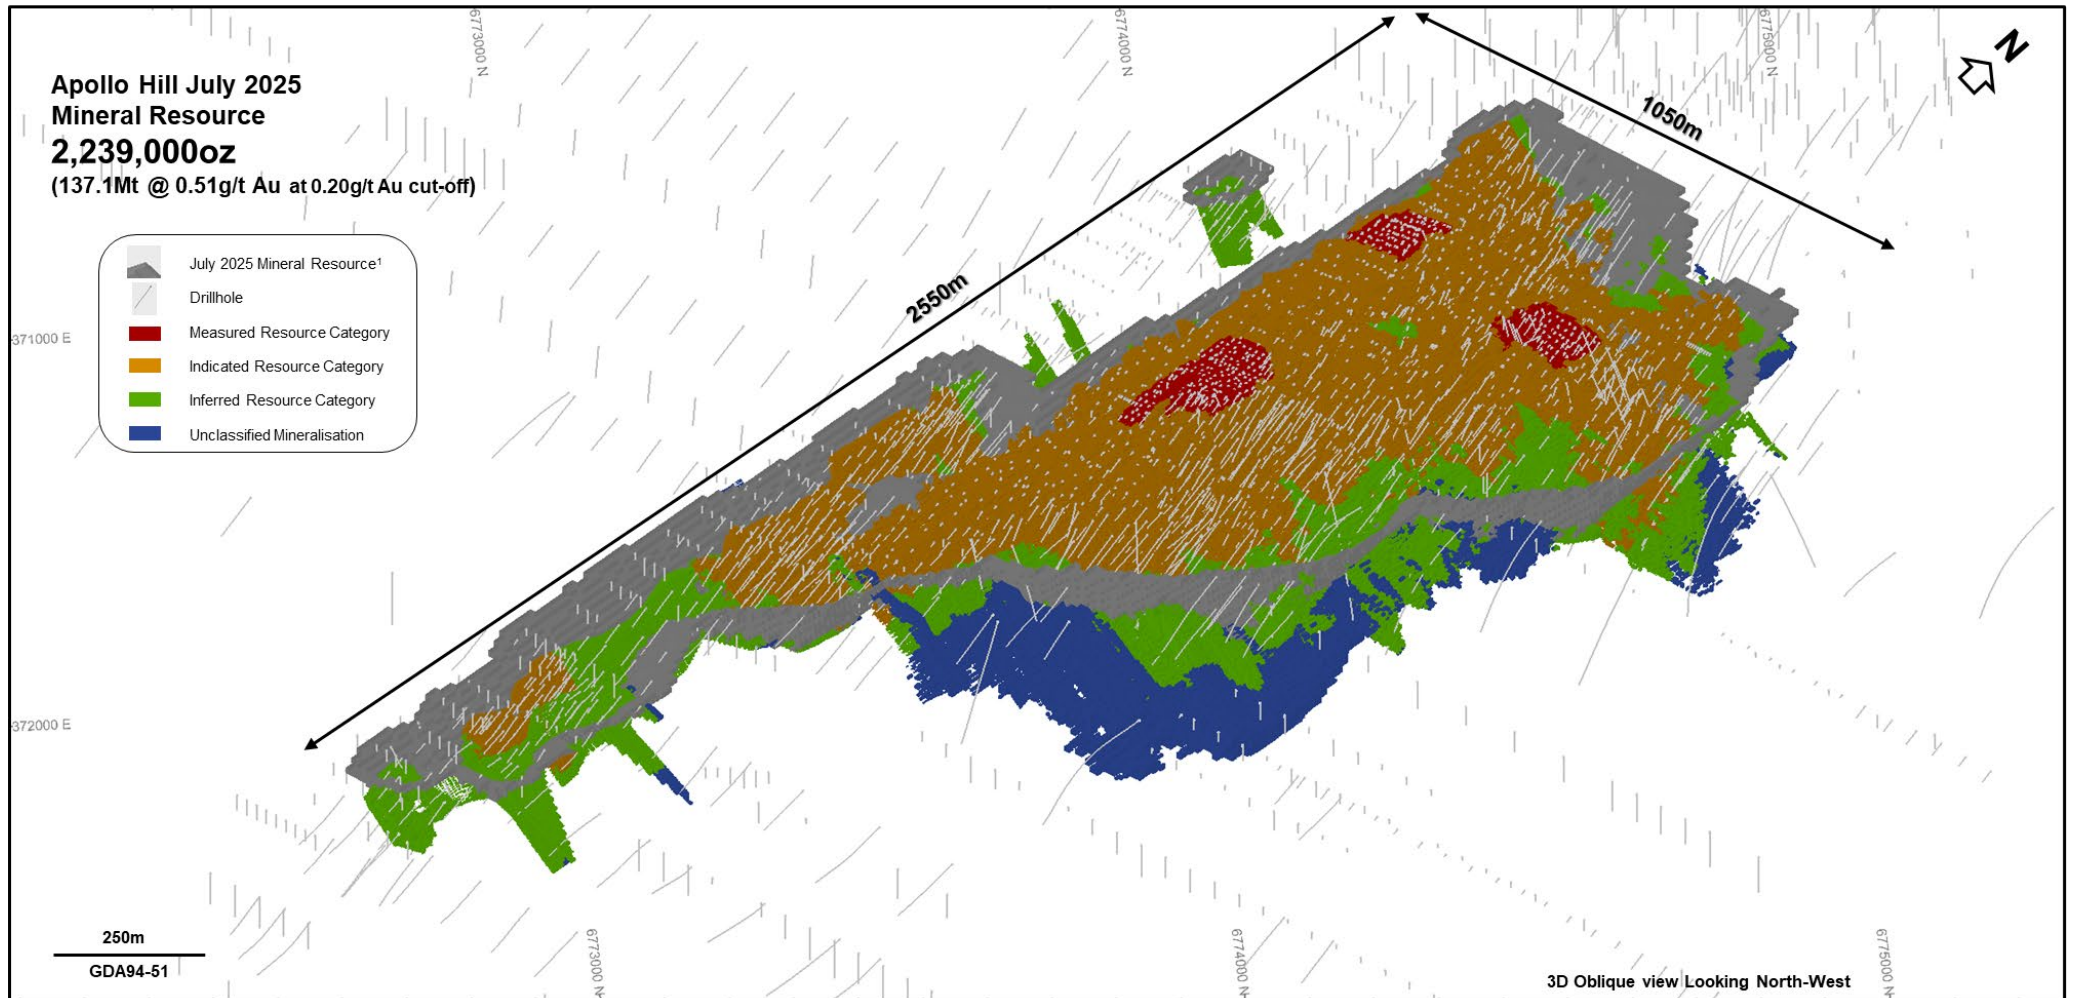 6773000 N
6774000 N
6775000 N
N
Apollo Hill July 2025
Mineral Resource
2,239,000oz
(137.1Mt @ 0.51g/t Au at 0.20g/t Au cut-off)
1050m
2550m
July 2025 Mineral Resource¹
Drillhole
Measured Resource Category
Indicated Resource Category
Inferred Resource Category
Unclassified Mineralisation
371000 E
372000 E
250m
GDA94-51
6773000 N
6774000 N
6775000 N
3D Oblique view Looking North-West